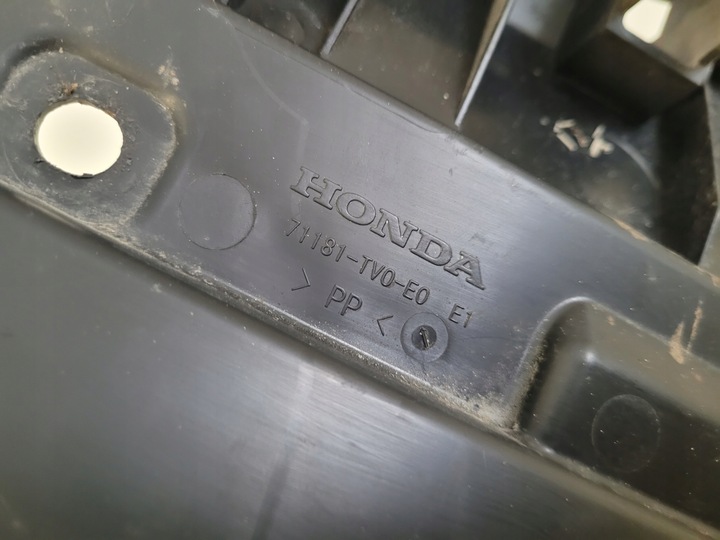 HONDA
71181-TV0-E0 E1
> PP <